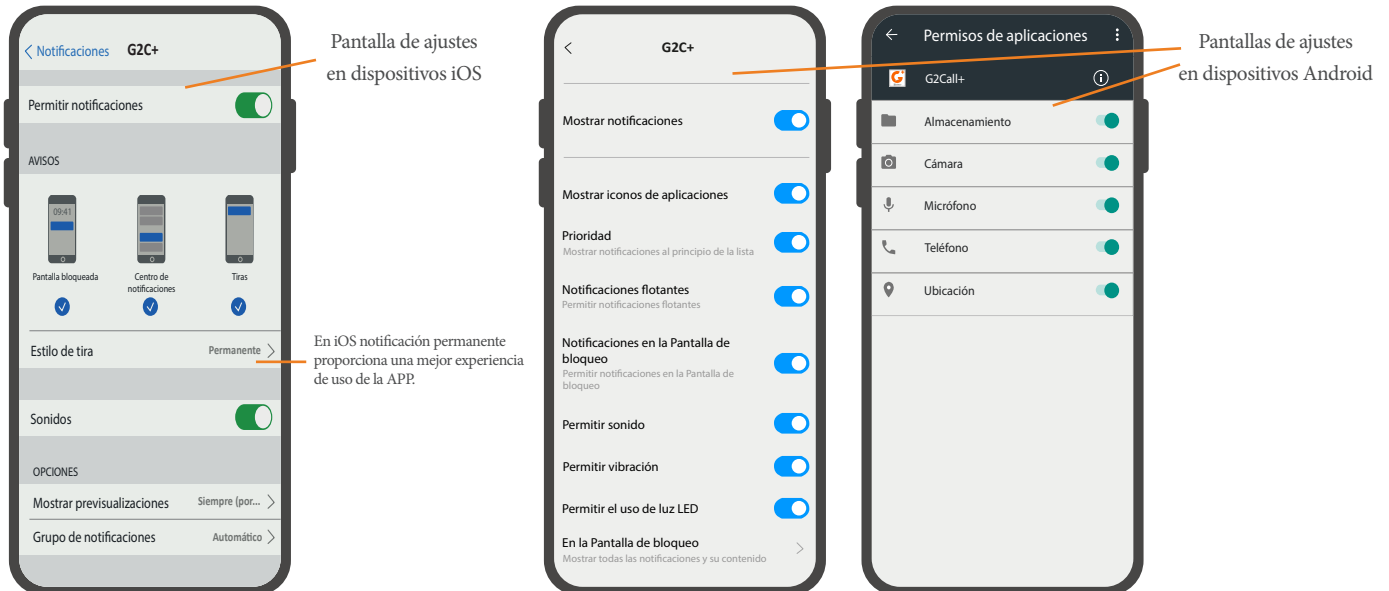 Notificaciones G2C+
Permitir notificaciones
AVISOS
09:41
Pantalla bloqueada
Centro de
notificaciones
Tiras
Estilo de tira Permanente
Sonidos
OPCIONES
Mostrar previsualizaciones Siempre (por...
Grupo de notificaciones Automático
Pantalla de ajustes
en dispositivos iOS
En iOS notificación permanente
proporciona una mejor experiencia
de uso de la APP.
G2C+
Mostrar notificaciones
Mostrar iconos de aplicaciones
Prioridad
Mostrar notificaciones al principio de la lista
Notificaciones flotantes
Permitir notificaciones flotantes
Notificaciones en la Pantalla de
bloqueo
Permitir notificaciones en la Pantalla de
bloqueo
Permitir sonido
Permitir vibración
Permitir el uso de luz LED
En la Pantalla de bloqueo
Mostrar todas las notificaciones y su contenido
Permisos de aplicaciones
G2Call+
Almacenamiento
Cámara
Micrófono
Teléfono
Ubicación
Pantallas de ajustes
en dispositivos Android